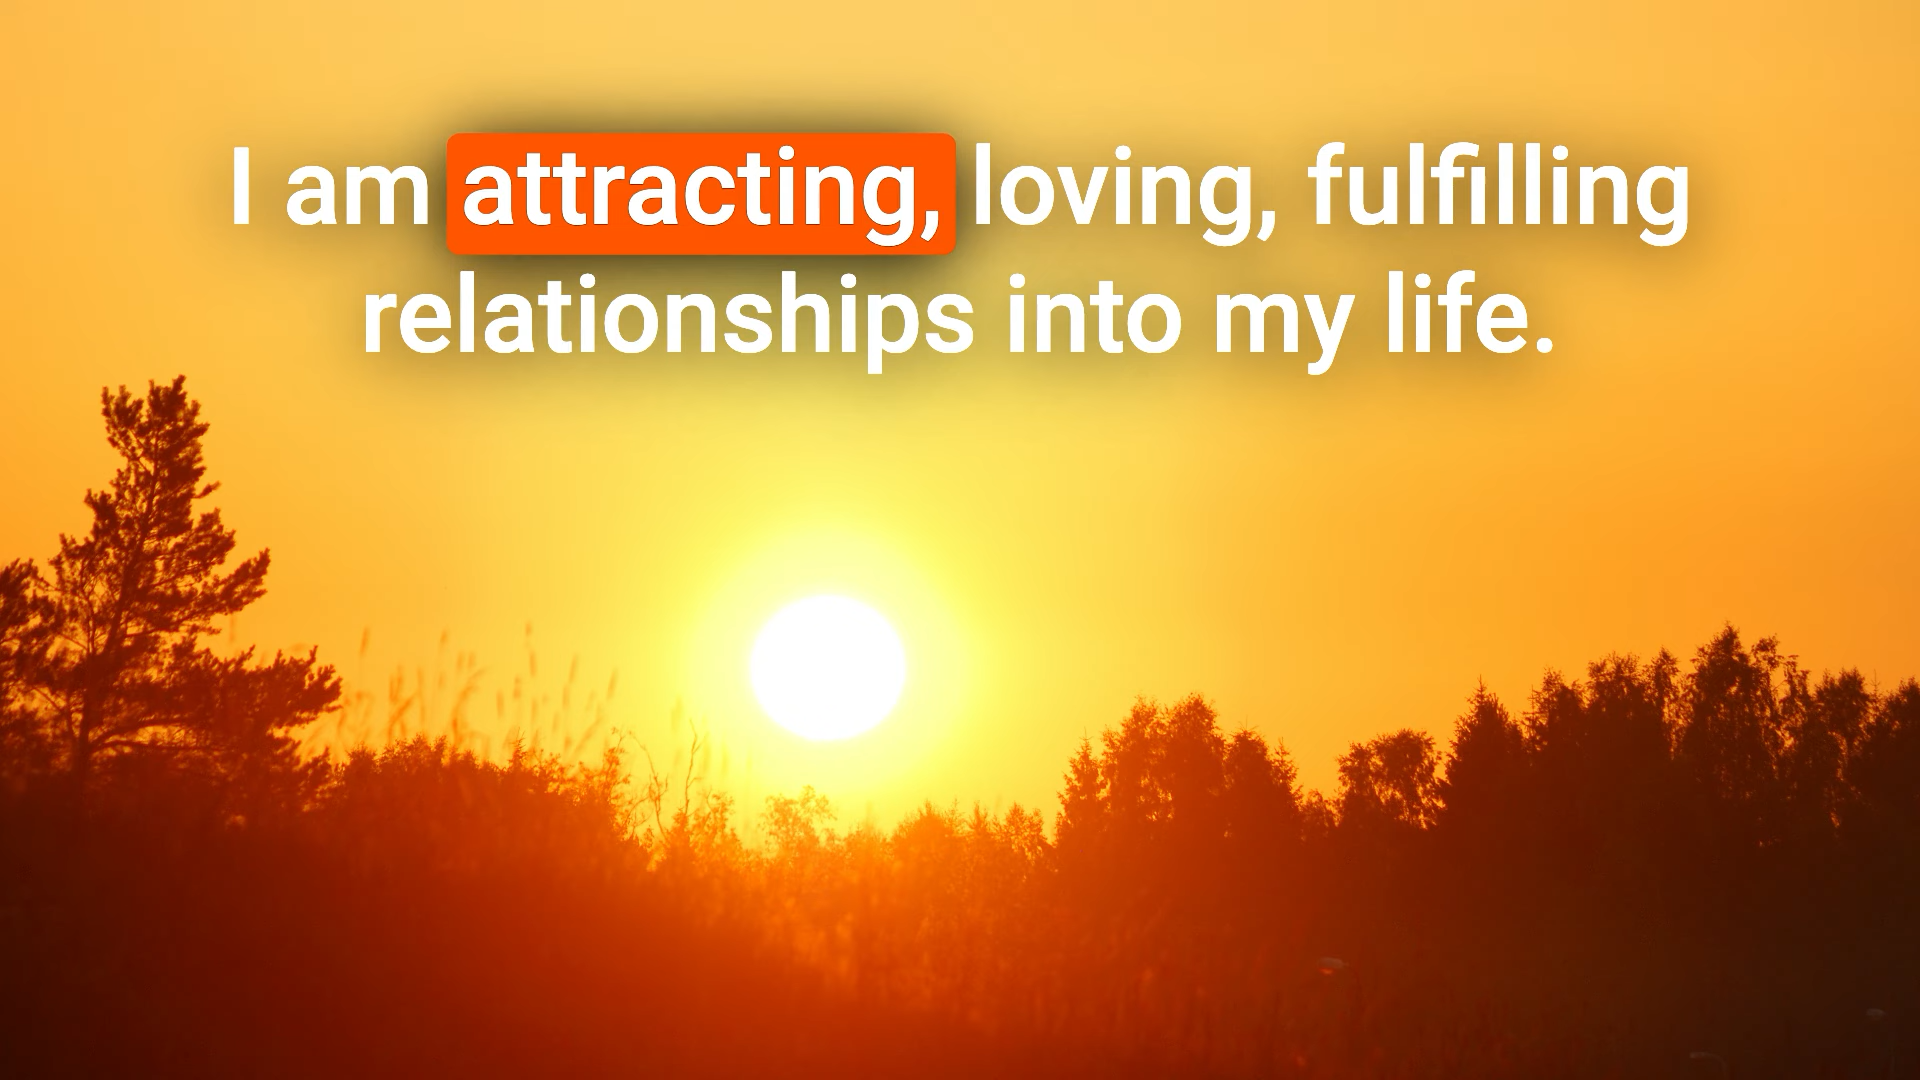 I am attracting, loving, fulfilling
relationships into my life.